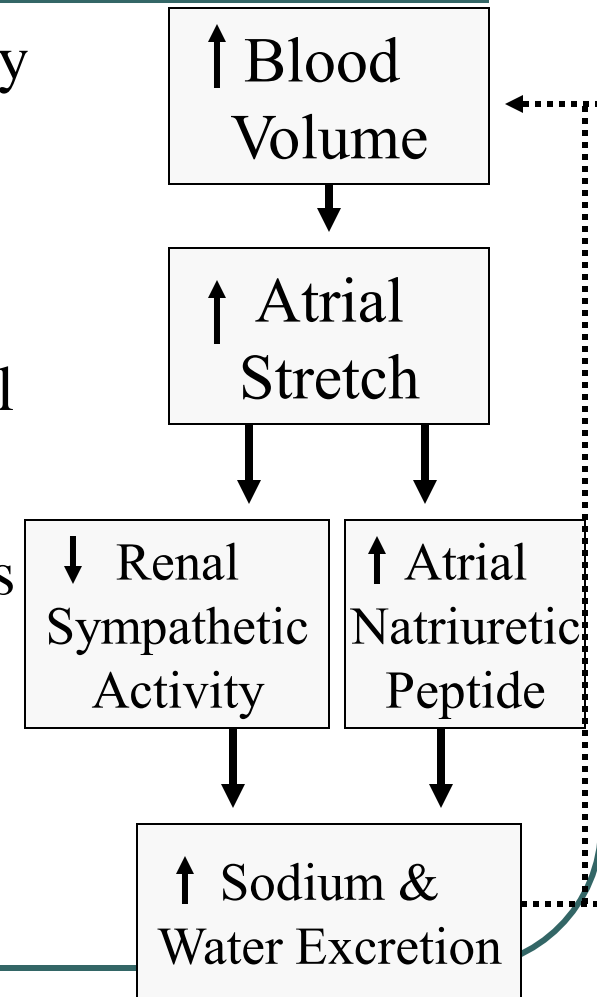 y
Blood
Volume
Atrial
Stretch
l
s
Renal
Sympathetic
Activity
Atrial
Natriuretic
Peptide
Sodium &
Water Excretion